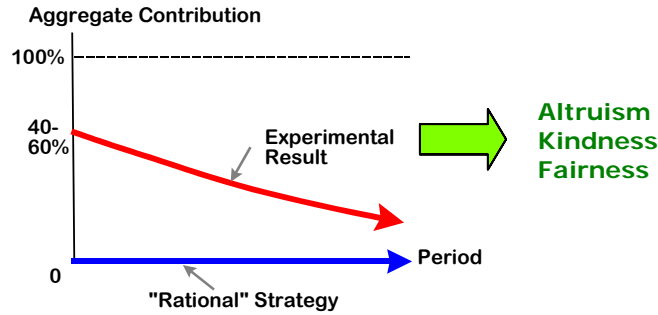 Aggregate Contribution
100%
40-
60%
Experimental
Result
Altruism
Kindness
Fairness
Period
0
"Rational" Strategy